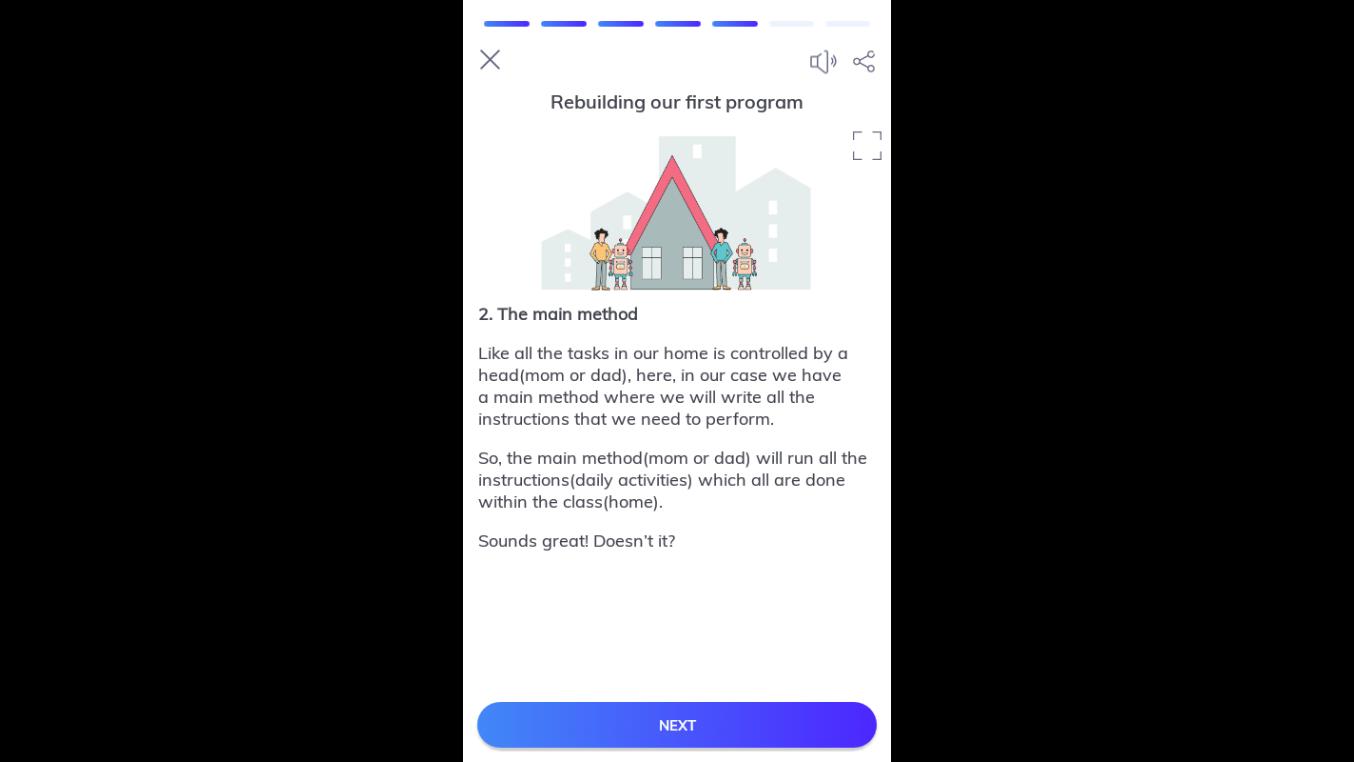 Rebuilding our first program
2. The main method
Like all the tasks in our home is controlled by a
head(mom or dad), here, in our case we have
a main method where we will write all the
instructions that we need to perform.
So, the main method(mom or dad) will run all the
instructions(daily activities) which all are done
within the class(home).
Sounds great! Doesn’t it?
NEXT